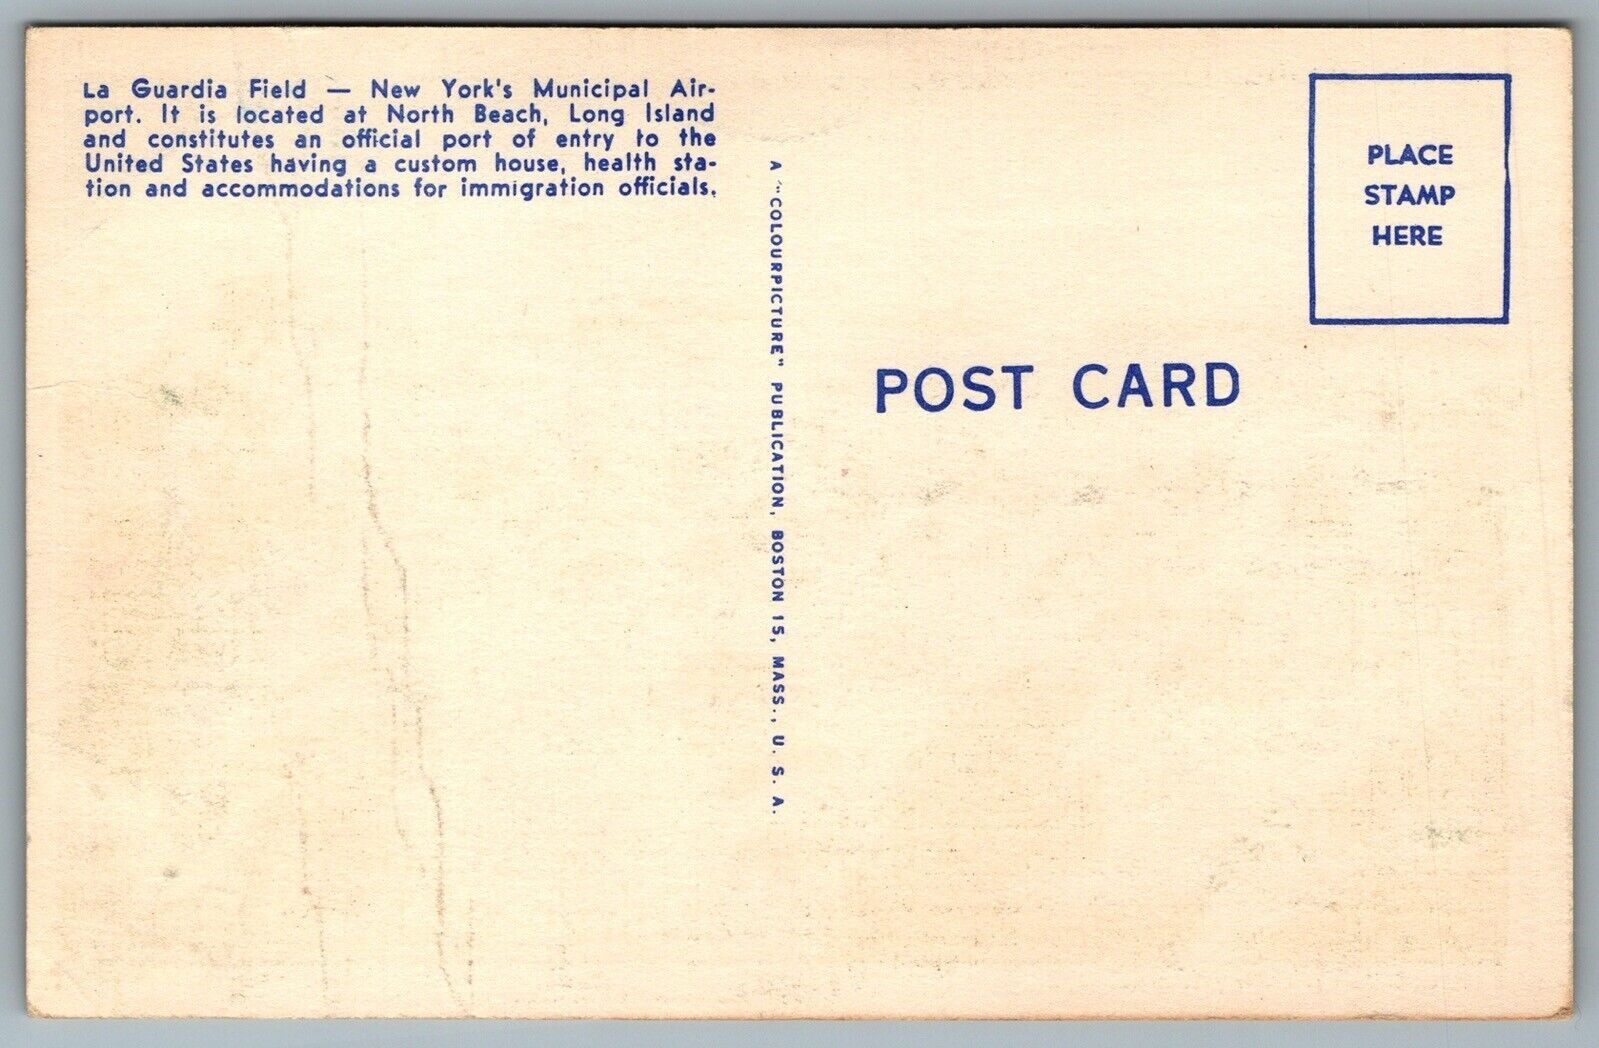 La Guardia Field — New York's Municipal Air-
port. It is located at North Beach, Long Island
and constitutes an official port of entry to the
United States having a custom house, health sta-
tion and accommodations for immigration officials.
A "COLOURPICTURE" PUBLICATION, BOSTON 15, MASS., U. S. A.
PLACE
STAMP
HERE
POST CARD